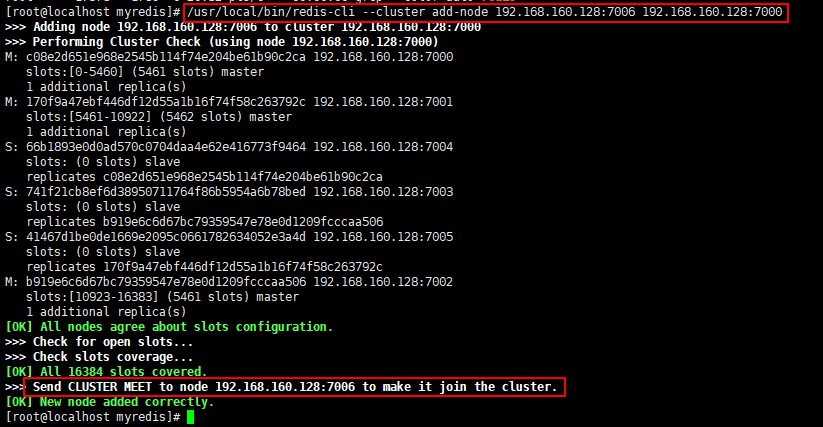 [root@localhost myredis]# /usr/local/bin/redis-cli --cluster add-node 192.168.160.128:7006 192.168.160.128:7000
>>> Adding node 192.168.160.128:7006 to cluster 192.168.160.128:7000
>>> Performing Cluster Check (using node 192.168.160.128:7000)
M: c08e2d651e968e2545b114f74e204be61b90c2ca 192.168.160.128:7000
slots:[0-5460] (5461 slots) master
1 additional replica(s)
M: 170f9a47ebf446df12d55a1b16f74f58c263792c 192.168.160.128:7001
slots:[5461-10922] (5462 slots) master
1 additional replica(s)
S: 66b1893e0d0ad570c0704daa4e62e416773f9464 192.168.160.128:7004
slots: (0 slots) slave
replicates c08e2d651e968e2545b114f74e204be61b90c2ca
S: 741f21cb8ef6d38950711764f86b5954a6b78bed 192.168.160.128:7003
slots: (0 slots) slave
replicates b919e6c6d67bc79359547e78e0d1209fcccaa506
S: 41467d1be0de1669e2095c0661782634052e3a4d 192.168.160.128:7005
slots: (0 slots) slave
replicates 170f9a47ebf446df12d55a1b16f74f58c263792c
M: b919e6c6d67bc79359547e78e0d1209fcccaa506 192.168.160.128:7002
slots:[10923-16383] (5461 slots) master
1 additional replica(s)
[OK] All nodes agree about slots configuration.
>>> Check for open slots...
>>> Check slots coverage...
[OK] All 16384 slots covered.
>>> Send CLUSTER MEET to node 192.168.160.128:7006 to make it join the cluster.
[OK] New node added correctly.
[root@localhost myredis]#